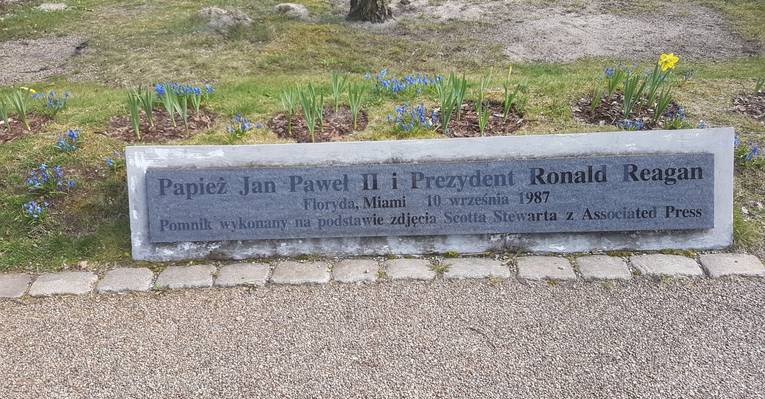 Papież Jan Paweł II i Prezydent Ronald Reagan
Floryda, Miami 10 września 1987
Pomnik wykonany na podstawie zdjęcia Scotta Stewarta z Associated Press